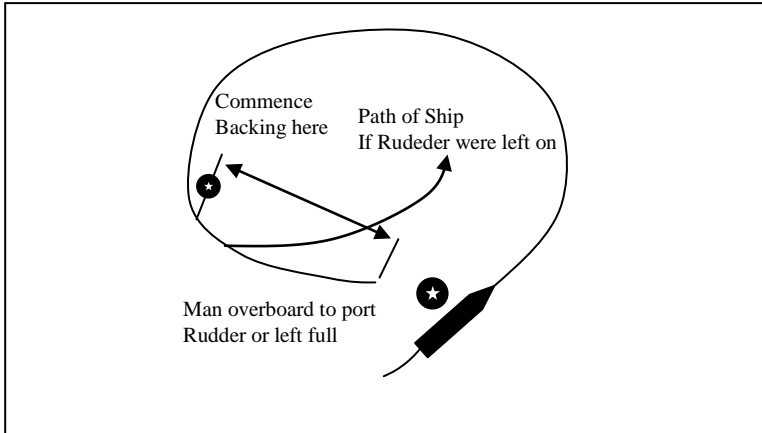 Commence
Backing here
Path of Ship
If Rudeder were left on
Man overboard to port
Rudder or left full